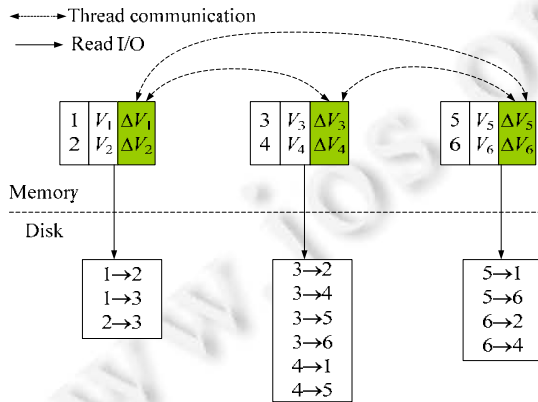 Thread communication
Read I/O
1 V₁ ΔV₁
2 V₂ ΔV₂
3 V₃ ΔV₃
4 V₄ ΔV₄
5 V₅ ΔV₅
6 V₆ ΔV₆
Memory
Disk
1→2
1→3
2→3
3→2
3→4
3→5
3→6
4→1
4→5
5→1
5→6
6→2
6→4